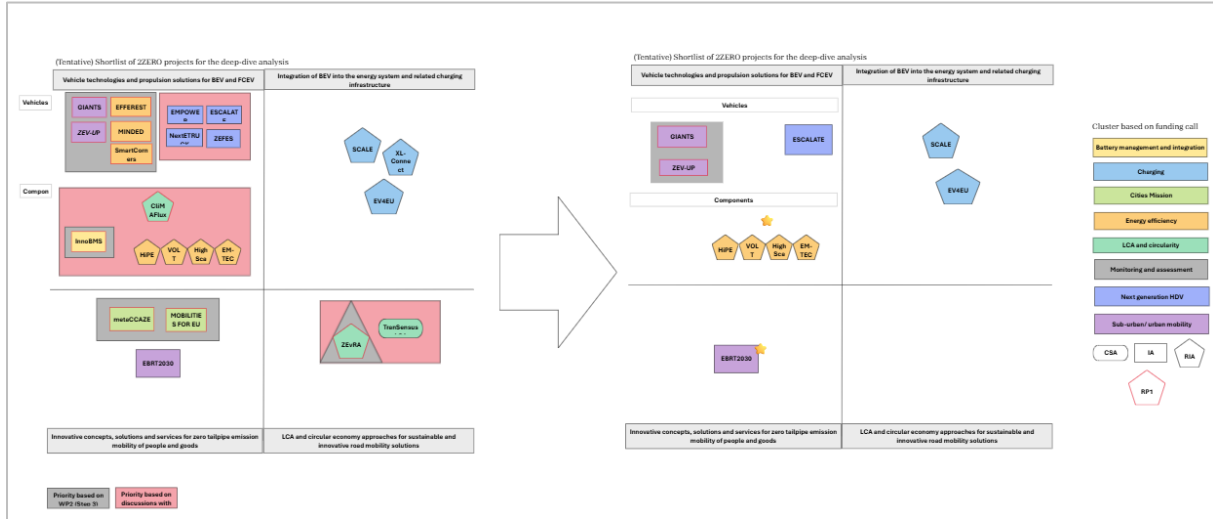 (Tentative) Shortlist of 2ZERO projects for the deep-dive analysis
Vehicle technologies and propulsion solutions for BEV and FCEV
Integration of BEV into the energy system and related charging
infrastructure
Vehicles
GIANTS
EFFEREST
ZEV-UP
MINDED
SmartCorn
ers
EMPOWE
ESCALATE
NextETRU
ZEFES
SCALE
XL-
Conne
ct
EV4EU
Compon
CliM
AFlux
InnoBMS
HiPE
VOL
T
High
Sca
EM-
TEC
metaCCAZE
MOBILITIE
S FOR EU
EBRT2030
ZEvRA
TranSensus
Innovative concepts, solutions and services for zero tailpipe emission
mobility of people and goods
LCA and circular economy approaches for sustainable and
innovative road mobility solutions
Priority based on
WP2 (Step 3)
Priority based on
discussions with
(Tentative) Shortlist of 2ZERO projects for the deep-dive analysis
Vehicle technologies and propulsion solutions for BEV and FCEV
Integration of BEV into the energy system and related charging
infrastructure
Vehicles
GIANTS
ZEV-UP
ESCALATE
SCALE
EV4EU
Components
HiPE
VOL
T
High
Sca
EM-
TEC
EBRT2030
Innovative concepts, solutions and services for zero tailpipe emission
mobility of people and goods
LCA and circular economy approaches for sustainable and
innovative road mobility solutions
Cluster based on funding call
Battery management and integration
Charging
Cities Mission
Energy efficiency
LCA and circularity
Monitoring and assessment
Next generation HDV
Sub-urban/ urban mobility
CSA
IA
RIA
RP1